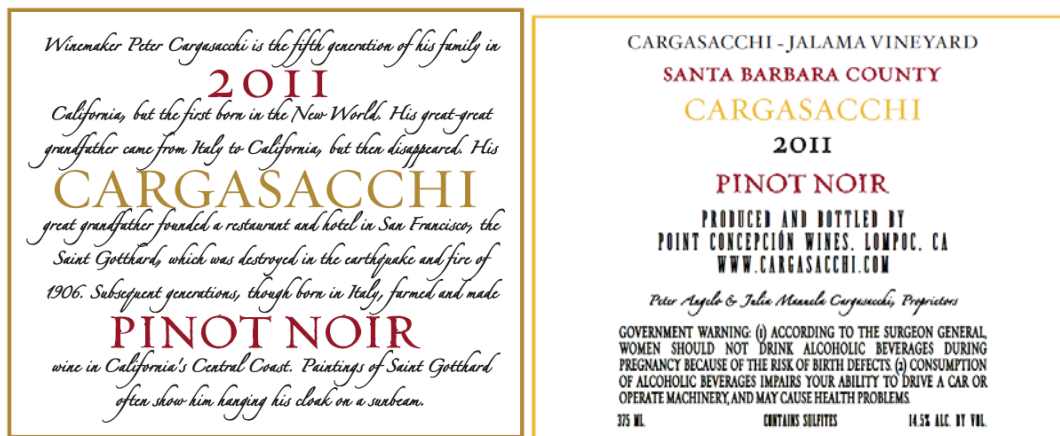 Winemaker Peter Cargasacchi is the fifth generation of his family in
2011
California, but the first born in the New World. His great-great
grandfather came from Italy to California, but then disappeared. His
CARGASACCHI
great grandfather founded a restaurant and hotel in San Francisco, the
Saint Gotthard, which was destroyed in the earthquake and fire of
1906. Subsequent generations, though born in Italy, farmed and made
PINOT NOIR
wine in California's Central Coast. Paintings of Saint Gotthard
often show him hanging his cloak on a sunbeam.
CARGASACCHI - JALAMA VINEYARD
SANTA BARBARA COUNTY
CARGASACCHI
2011
PINOT NOIR
PRODUCED AND BOTTLED BY
POINT CONCEPCIÓN WINES, LOMPOC, CA
WWW.CARGASACCHI.COM
Peter Angelo & Julia Manuela Cargasacchi, Proprietors
GOVERNMENT WARNING: (1) ACCORDING TO THE SURGEON GENERAL,
WOMEN SHOULD NOT DRINK ALCOHOLIC BEVERAGES DURING
PREGNANCY BECAUSE OF THE RISK OF BIRTH DEFECTS. (2) CONSUMPTION
OF ALCOHOLIC BEVERAGES IMPAIRS YOUR ABILITY TO DRIVE A CAR OR
OPERATE MACHINERY, AND MAY CAUSE HEALTH PROBLEMS.
375 ML. CONTAINS SULFITES 14.5% ALC. BY VOL.